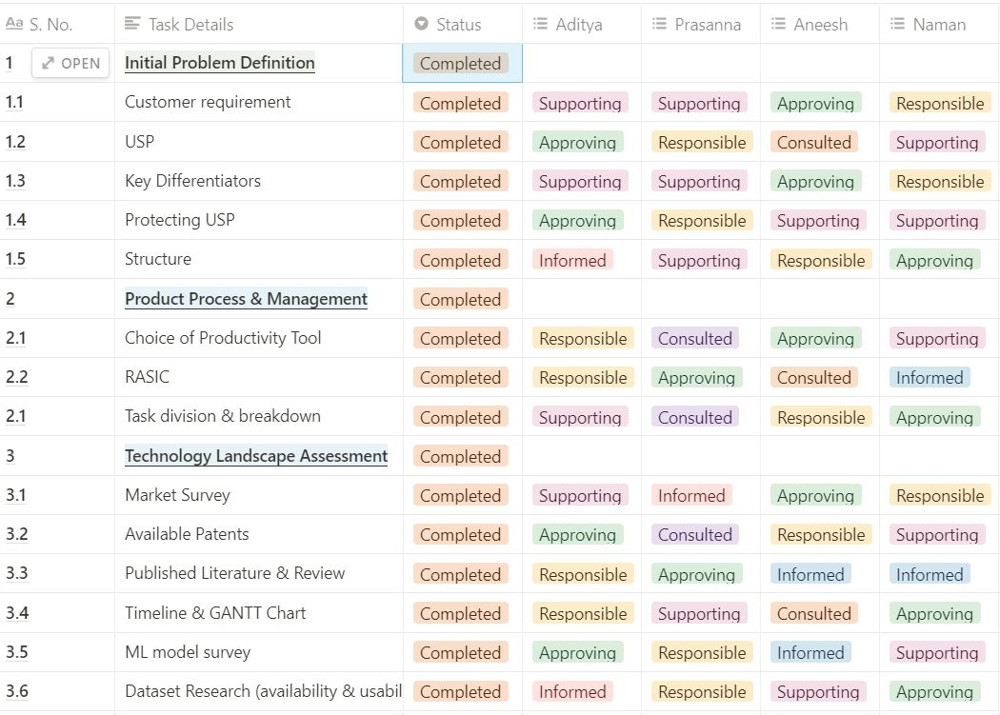 Aa S. No. Task Details Status Aditya Prasanna Aneesh Naman
1 OPEN Initial Problem Definition Completed
1.1 Customer requirement Completed Supporting Supporting Approving Responsible
1.2 USP Completed Approving Responsible Consulted Supporting
1.3 Key Differentiators Completed Supporting Supporting Approving Responsible
1.4 Protecting USP Completed Approving Responsible Supporting Supporting
1.5 Structure Completed Informed Supporting Responsible Approving
2 Product Process & Management Completed
2.1 Choice of Productivity Tool Completed Responsible Consulted Approving Supporting
2.2 RASIC Completed Responsible Approving Consulted Informed
2.1 Task division & breakdown Completed Supporting Consulted Responsible Approving
3 Technology Landscape Assessment Completed
3.1 Market Survey Completed Supporting Informed Approving Responsible
3.2 Available Patents Completed Approving Consulted Responsible Supporting
3.3 Published Literature & Review Completed Responsible Approving Informed Informed
3.4 Timeline & GANTT Chart Completed Responsible Supporting Consulted Approving
3.5 ML model survey Completed Approving Responsible Informed Supporting
3.6 Dataset Research (availability & usabil Completed Informed Responsible Supporting Approving